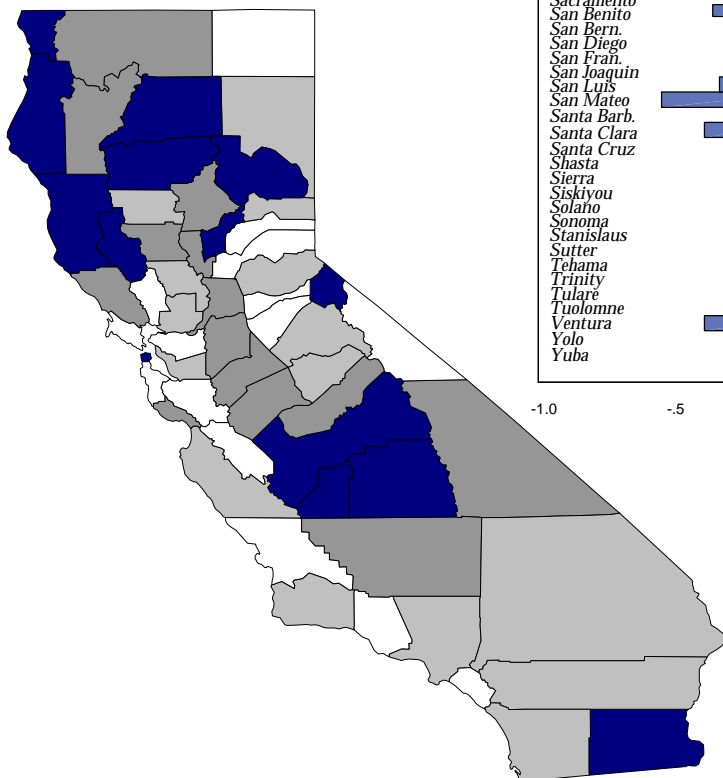 Sacramento
San Benito
San Bern.
San Diego
San Fran.
San Joaquin
San Luis
San Mateo
Santa Barb.
Santa Clara
Santa Cruz
Shasta
Sierra
Siskiyou
Solano
Sonoma
Stanislaus
Sutter
Tehama
Trinity
Tulare
Tuolomne
Ventura
Yolo
Yuba
-1.0 -.5